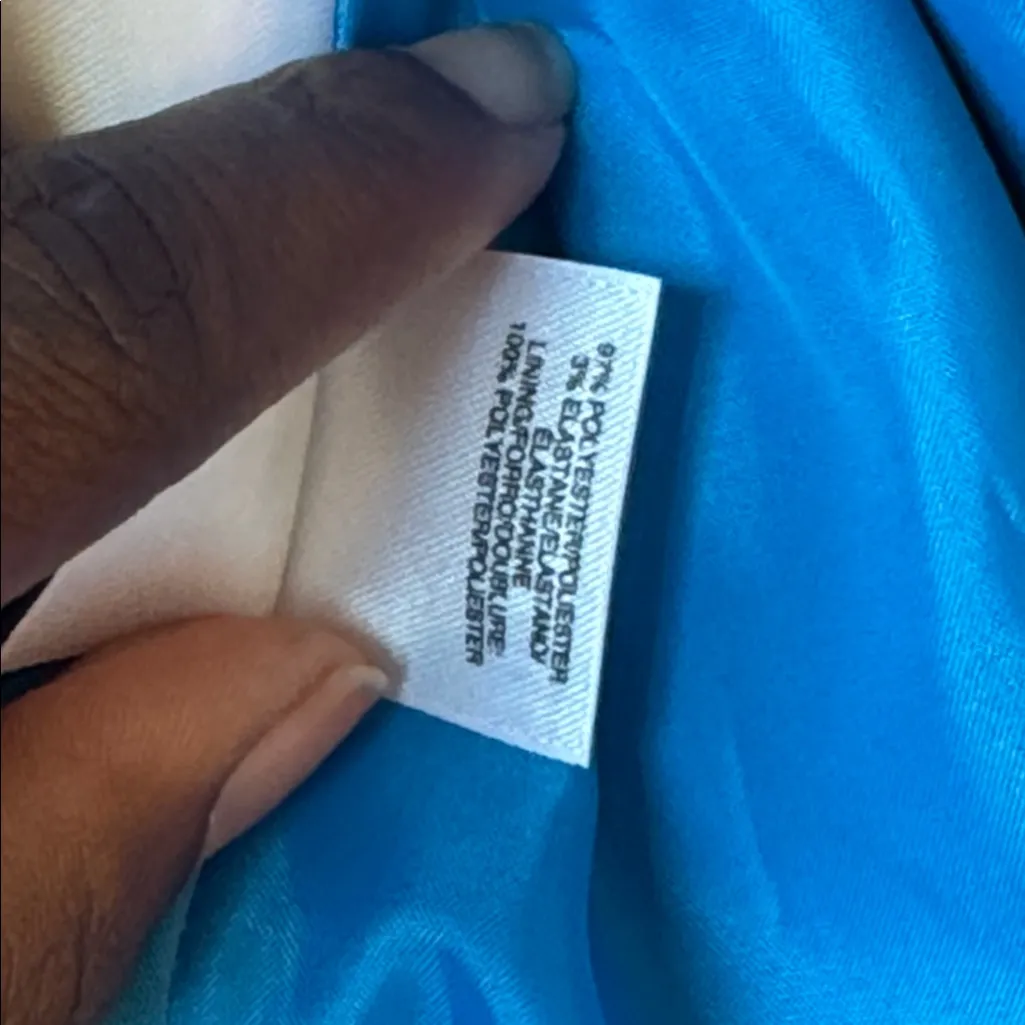 97% POLYESTER/POLIESTER
3% ELASTANE/ELASTANO/
ELASTHANNE
LINING/FORRO/DOUBLURE:
100% POLYESTER/POLIESTER